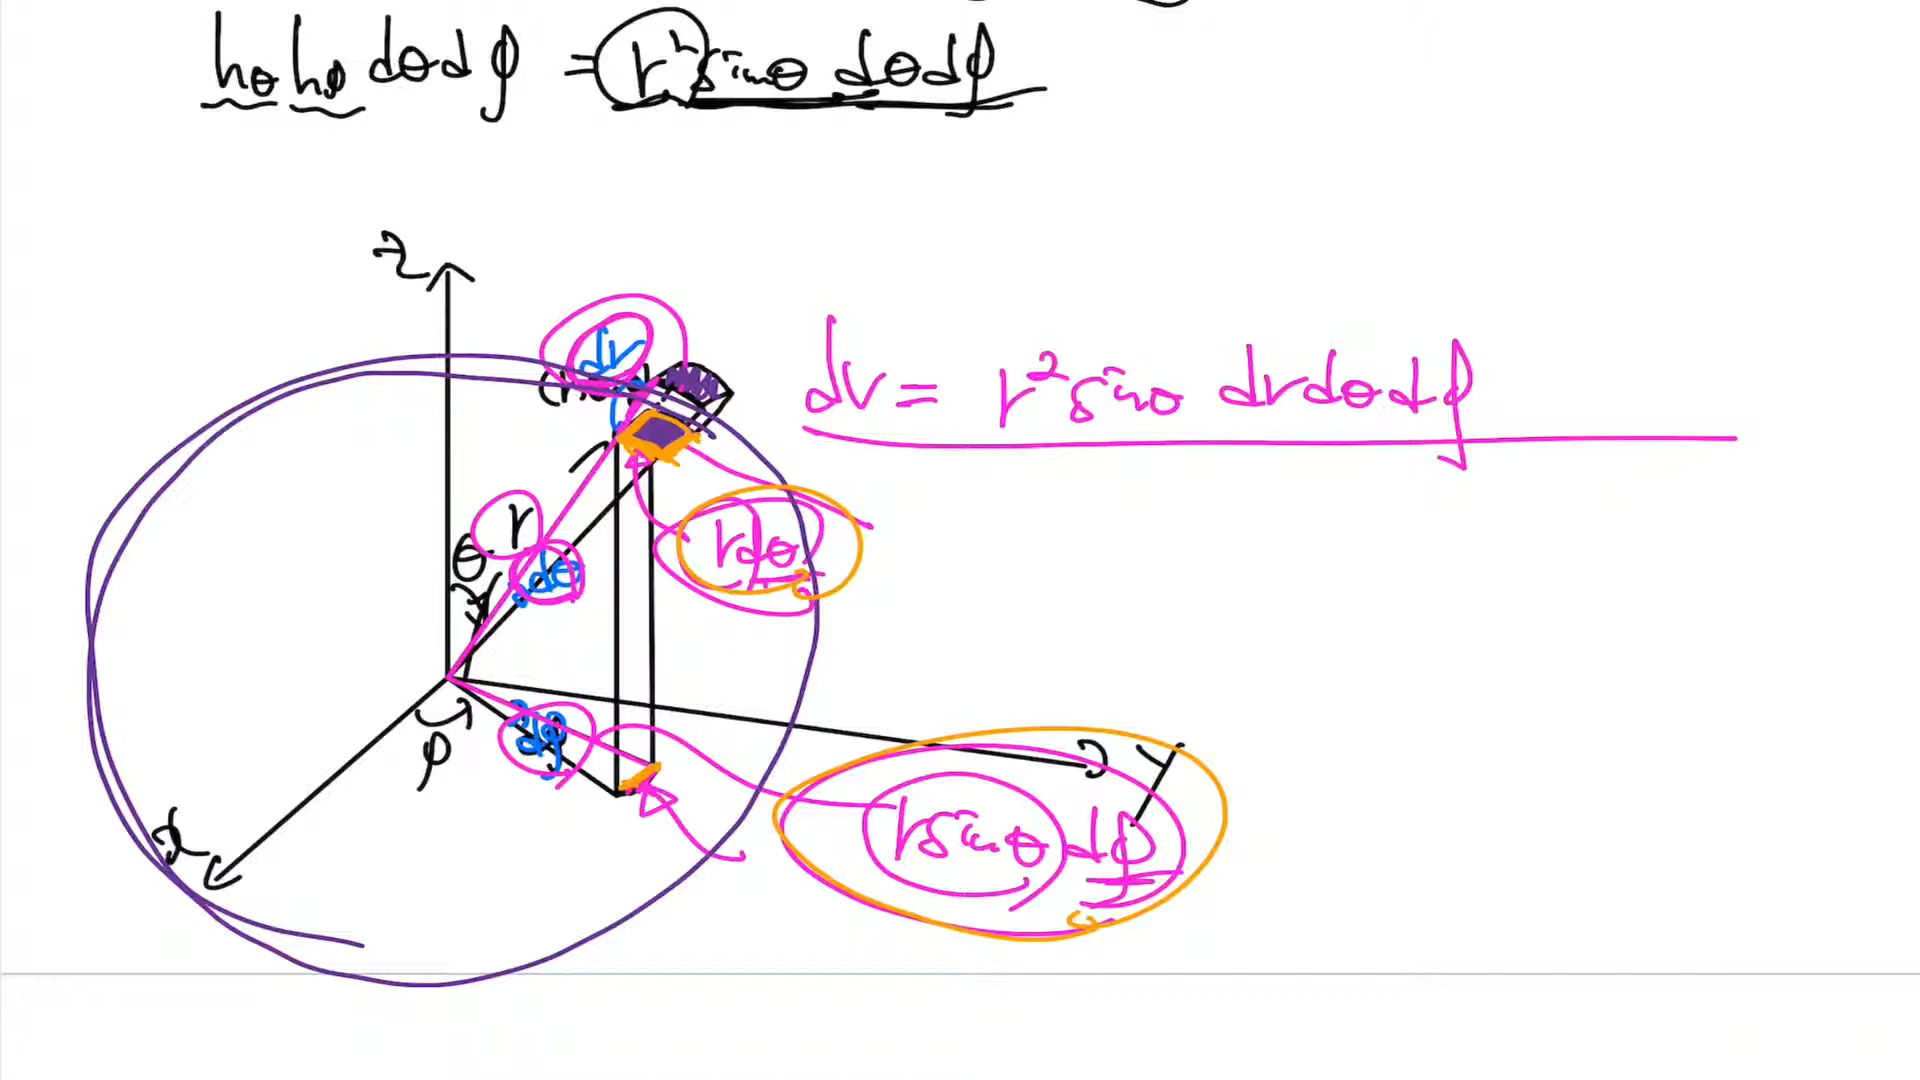 hθ hφ dθ dφ = r² sinθ dθ dφ
z
dr
dv = r² sinθ dr dθ dφ
r
θ
dθ
r dθ
dφ
φ
y
r sinθ dφ
x